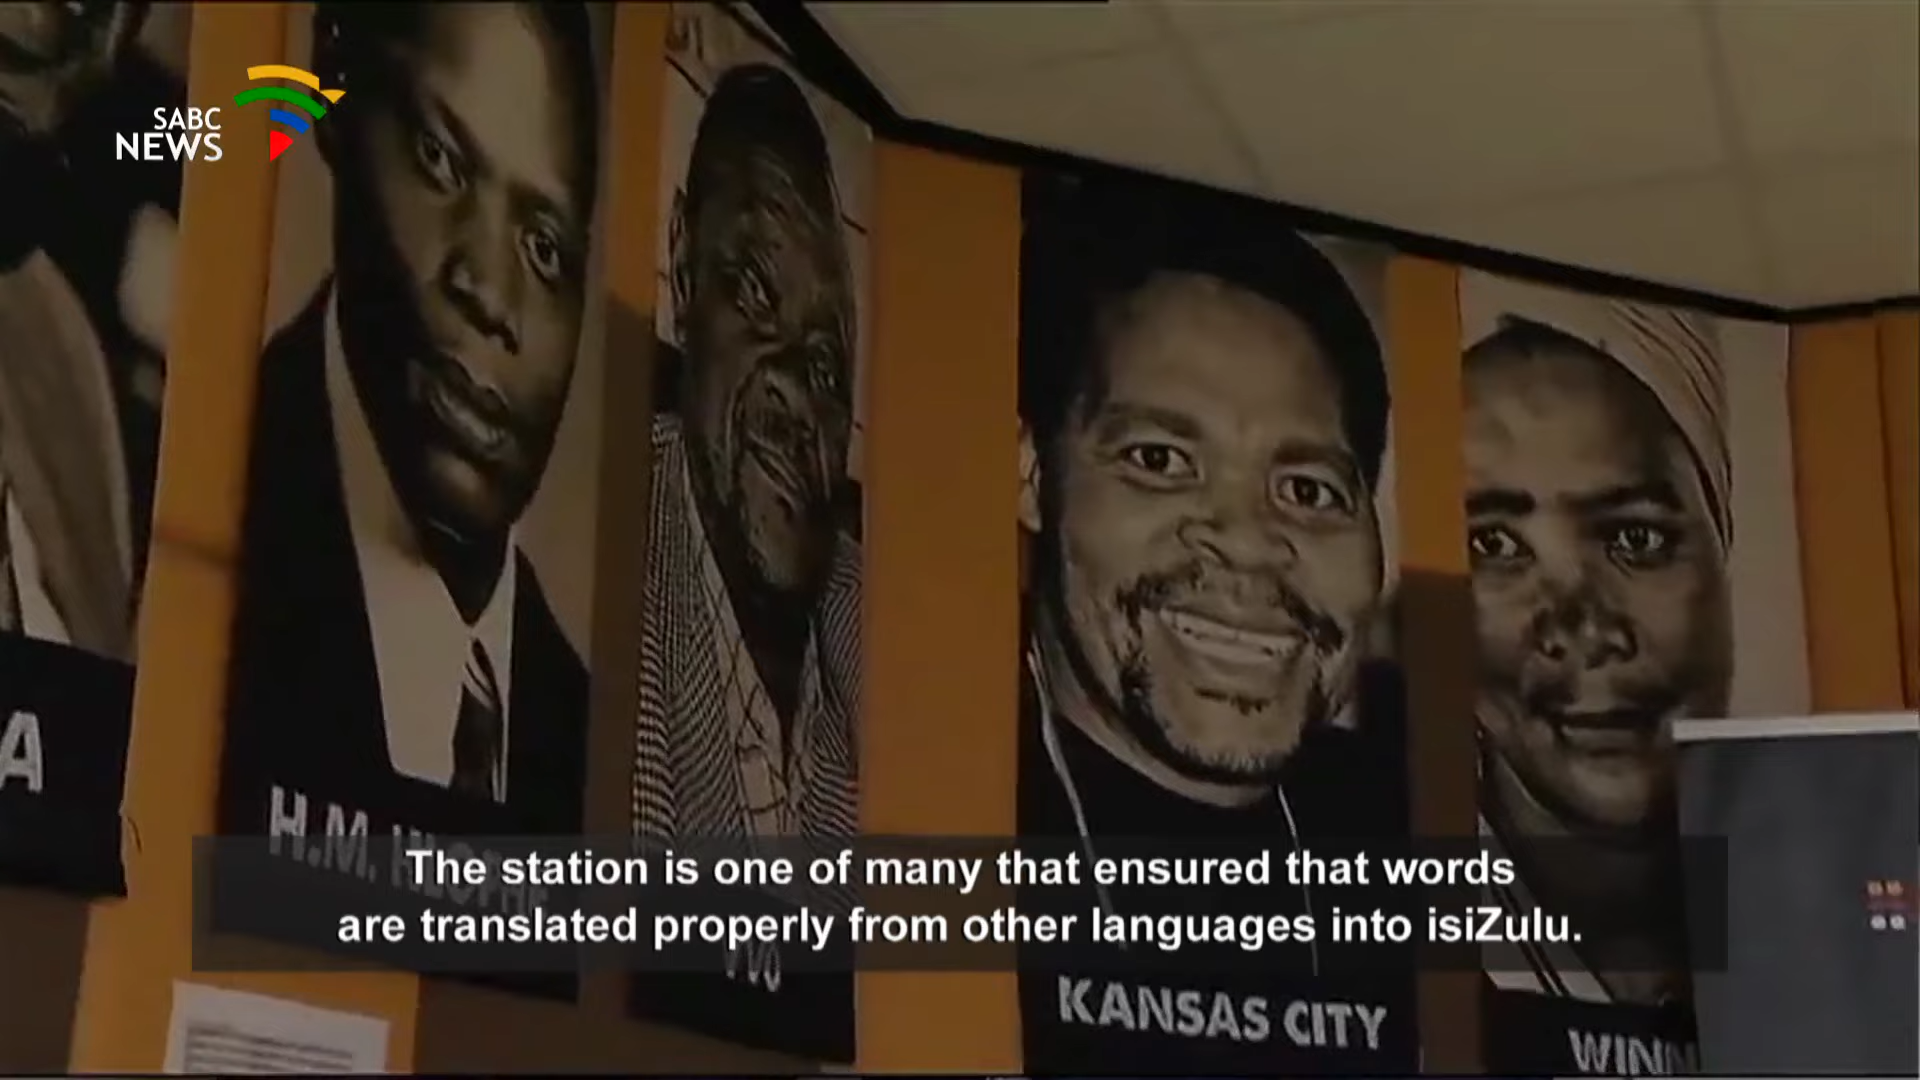 SABC
NEWS
A
H.M.
The station is one of many that ensured that words
are translated properly from other languages into isiZulu.
KANSAS CITY
WINN